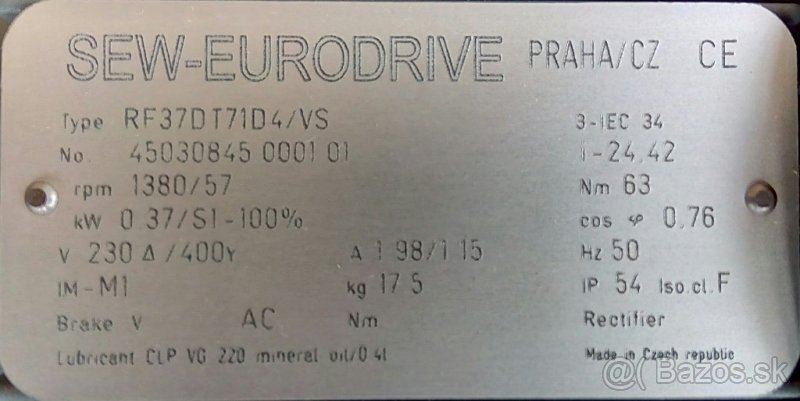 SEW-EURODRIVE PRAHA/CZ CE
Type RF37DT71D4/VS 3-IEC 34
No. 45030845 0001 01 i-24,42
rpm 1380/57 Nm 63
kW 0.37/S1-100% cos φ 0,76
V 230 Δ/400Y A 1 98/1 15 Hz 50
IM-M1 kg 17 5 IP 54 Iso.cl. F
Brake V AC Nm Rectifier
Lubricant CLP VG 220 mineral oil/0 4l Made in Czech republic
@ Bazos.sk